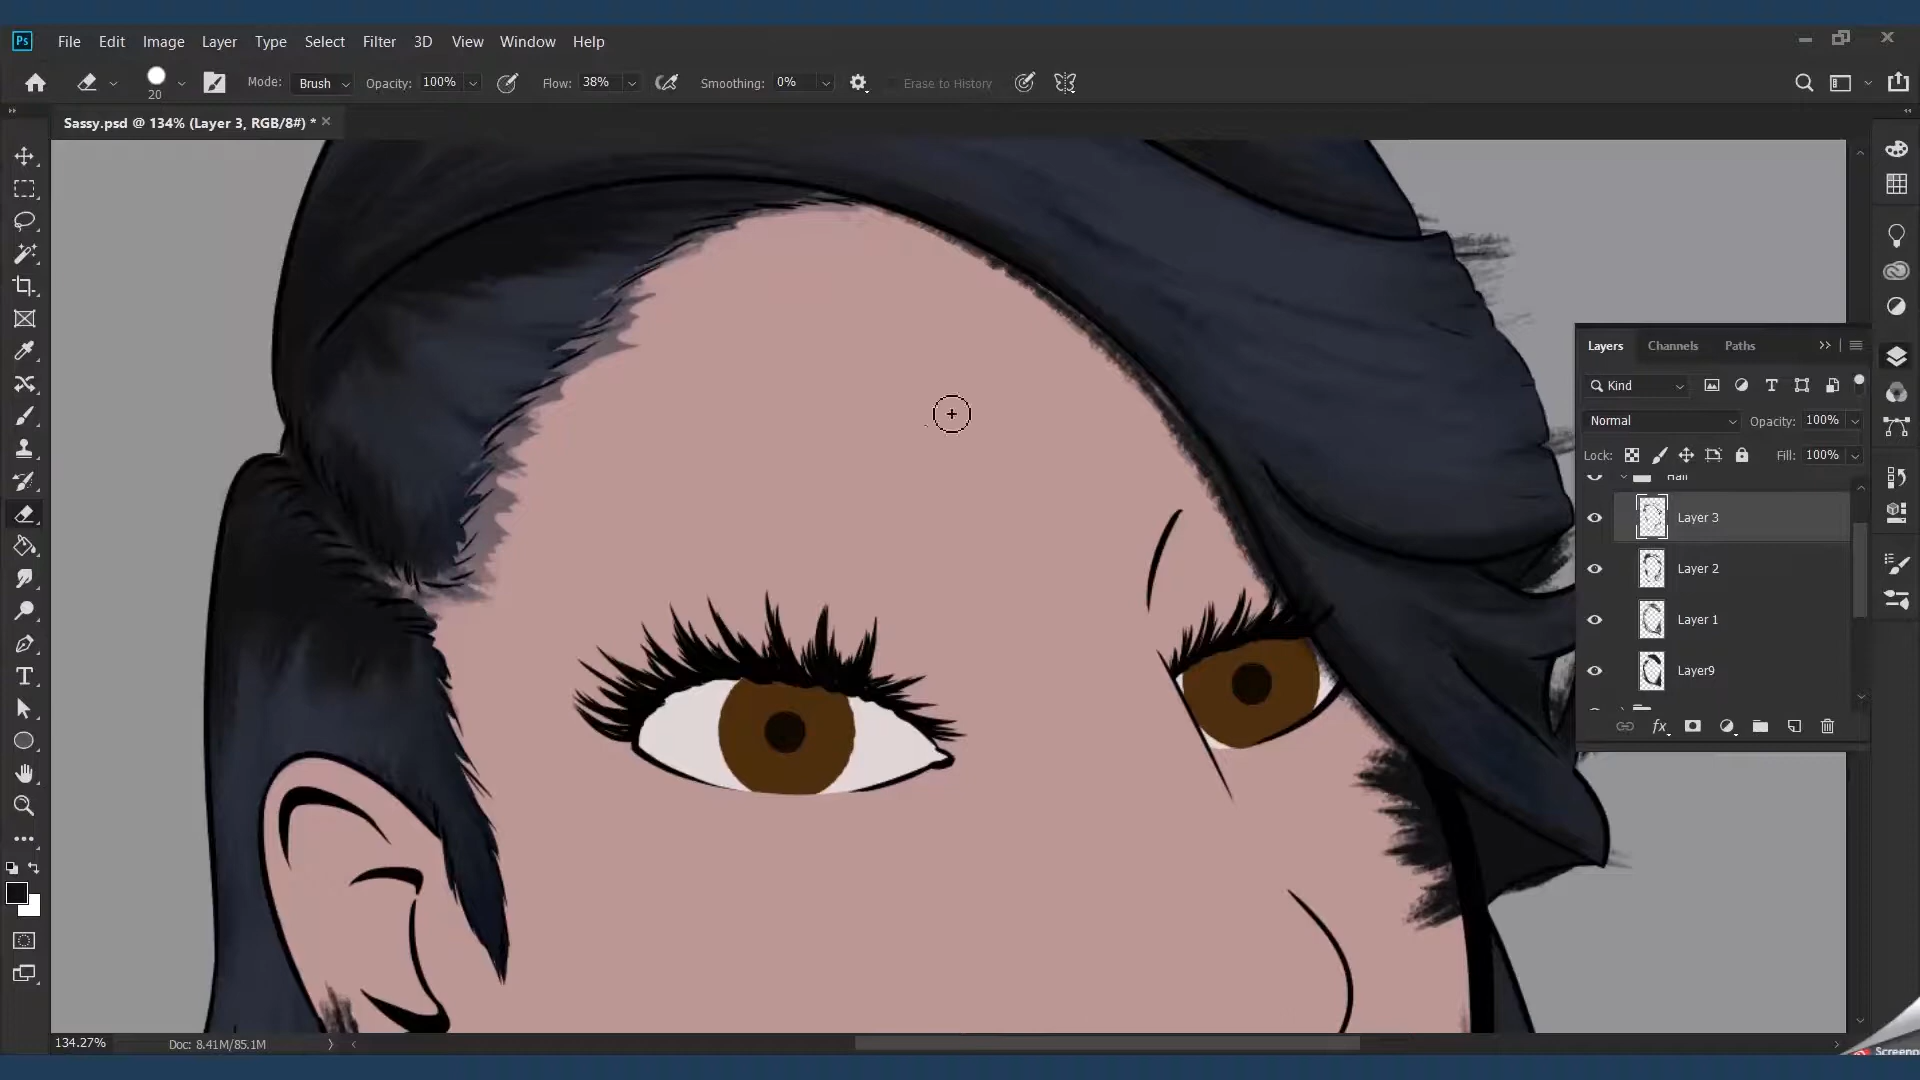 Ps File Edit Image Layer Type Select Filter 3D View Window Help
20 Mode: Brush Opacity: 100% Flow: 38% Smoothing: 0% Erase to History
Sassy.psd @ 134% (Layer 3, RGB/8#) *
Layers Channels Paths
Kind
Normal Opacity: 100%
Lock: Fill: 100%
Hair
Layer 3
Layer 2
Layer 1
Layer9
fx
134.27% Doc: 8.41M/85.1M